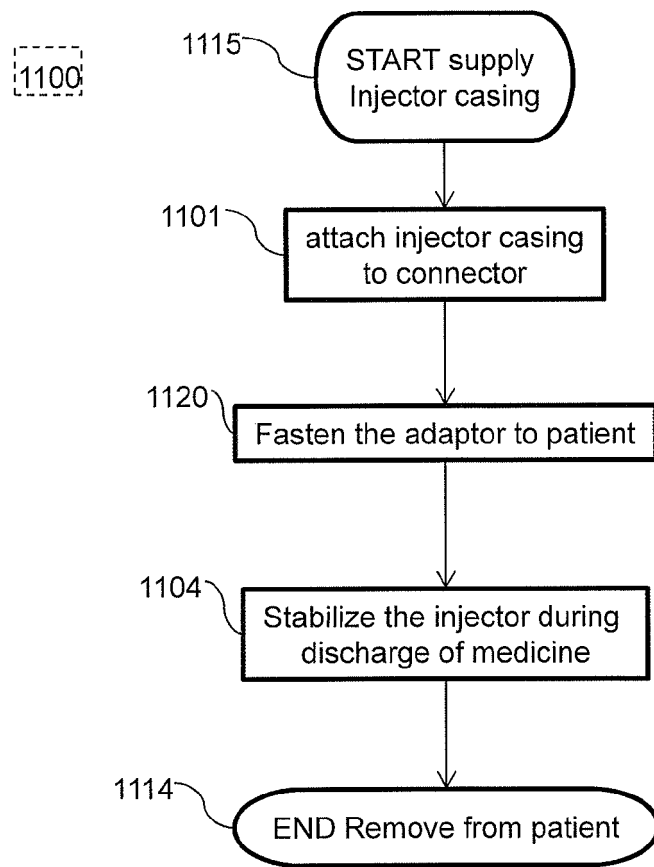 1100
1115
START supply
Injector casing
1101
attach injector casing
to connector
1120
Fasten the adaptor to patient
1104
Stabilize the injector during
discharge of medicine
1114
END Remove from patient